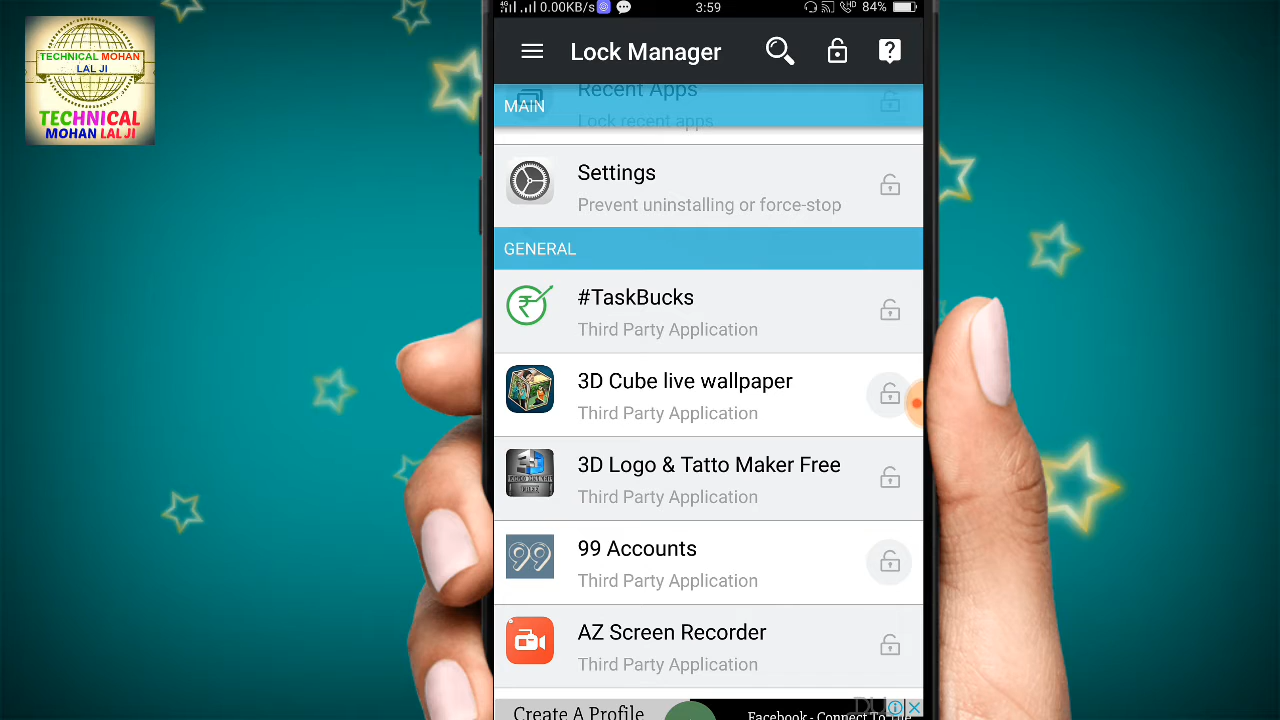 TECHNICAL MOHAN
LAL JI
TECHNICAL
MOHAN LAL JI
0.00KB/s 3:59 HD 84%
Lock Manager
Recent Apps
MAIN
Lock recent apps
Settings
Prevent uninstalling or force-stop
GENERAL
#TaskBucks
Third Party Application
3D Cube live wallpaper
Third Party Application
3D Logo & Tatto Maker Free
Third Party Application
99
99 Accounts
Third Party Application
AZ Screen Recorder
Third Party Application
Create A Profile
Facebook - Connect To The